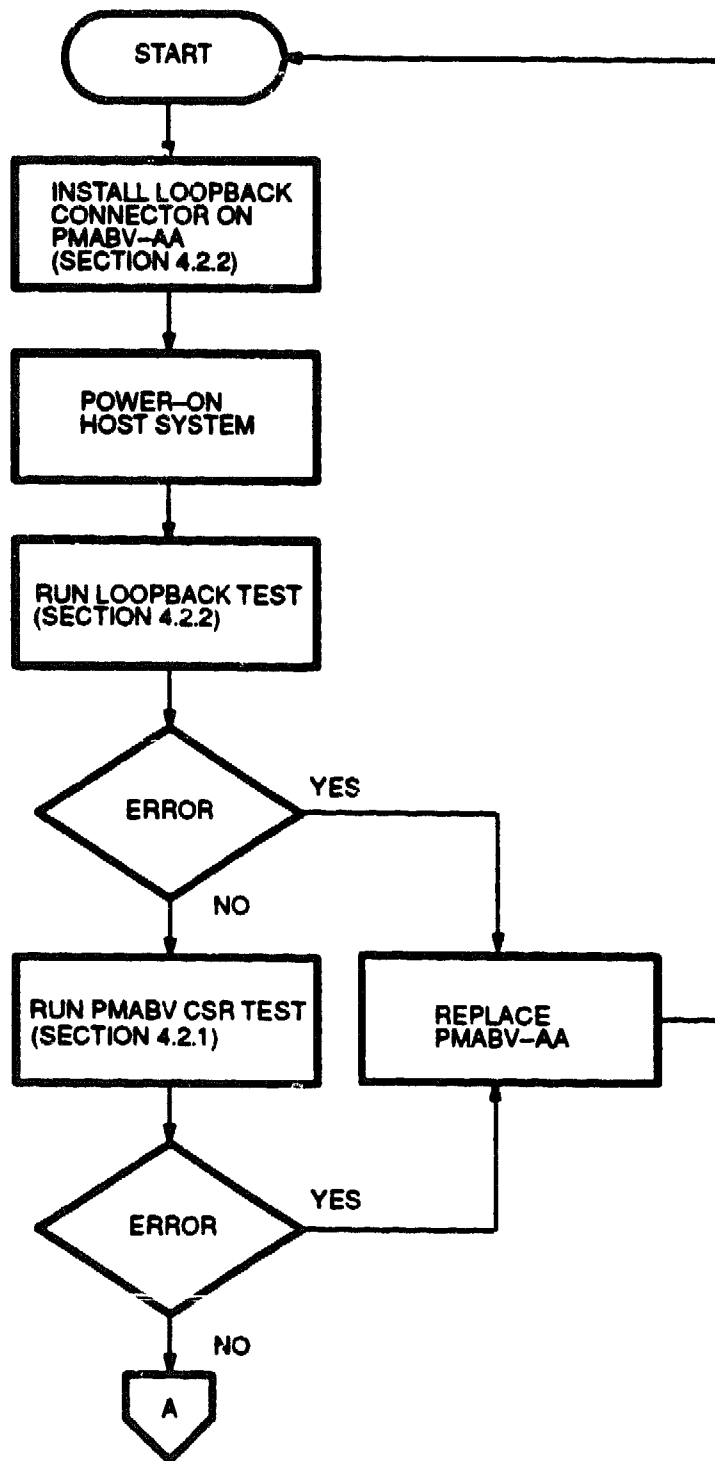 START
INSTALL LOOPBACK
CONNECTOR ON
PMABV-AA
(SECTION 4.2.2)
POWER-ON
HOST SYSTEM
RUN LOOPBACK TEST
(SECTION 4.2.2)
ERROR
YES
NO
RUN PMABV CSR TEST
(SECTION 4.2.1)
REPLACE
PMABV-AA
ERROR
YES
NO
A